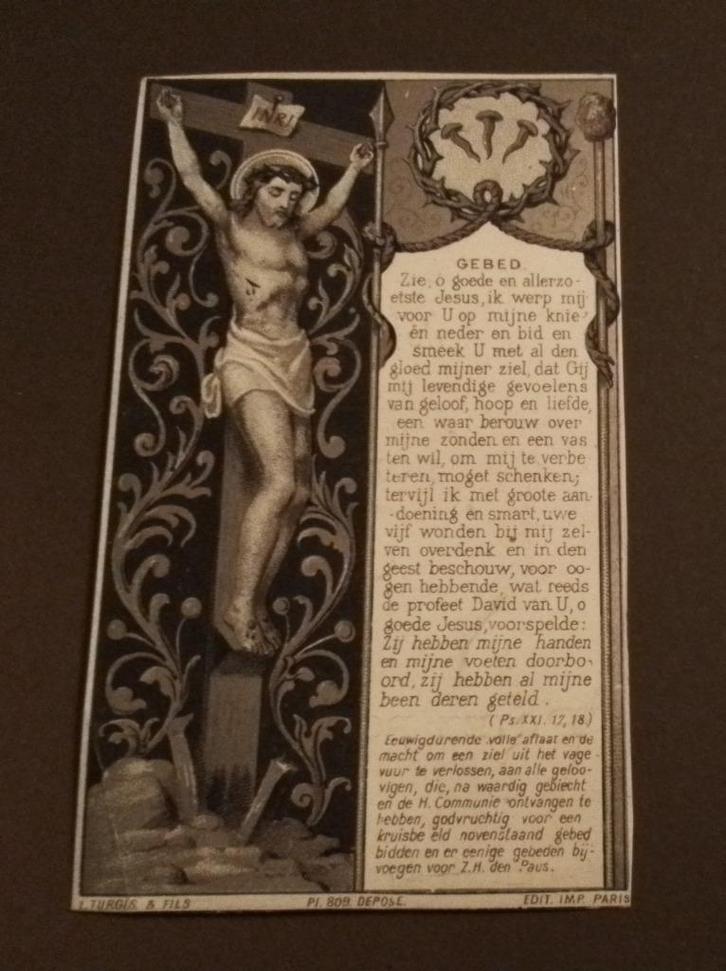 INRI
GEBED.
Zie, o goede en allerzo-
etste Jesus, ik werp mij
voor U op mijne knie-
ën neder en bid en
smeek U met al den
gloed mijner ziel, dat Gij
mij levendige gevoelens
van geloof, hoop en liefde,
een waar berouw over
mijne zonden en een vas
ten wil, om mij te verbe
teren, moget schenken;
tervijl ik met groote aan-
-doening en smart, uwe
vijf wonden bij mij zel-
ven overdenk en in den
geest beschouw, voor oo-
gen hebbende, wat reeds
de profeet David van U, o
goede Jesus, voorspelde:
Zij hebben mijne handen
en mijne voeten doorbo-
ord, zij hebben al mijne
been deren geteld.
(Ps. XXI. 17, 18.)
Eeuwigdurende volle aflaat en de
macht om een ziel uit het vage-
vuur te verlossen, aan alle geloo-
vigen, die, na waardig gebiecht
en de H. Communie ontvangen te
hebben, godvruchtig voor een
kruisbe eld novenstaand gebed
bidden en er eenige gebeden bij-
voegen voor Z.H. den Paus.
L. TURGIS & FILS PL. 809. DEPOSÉ. EDIT. IMP. PARIS